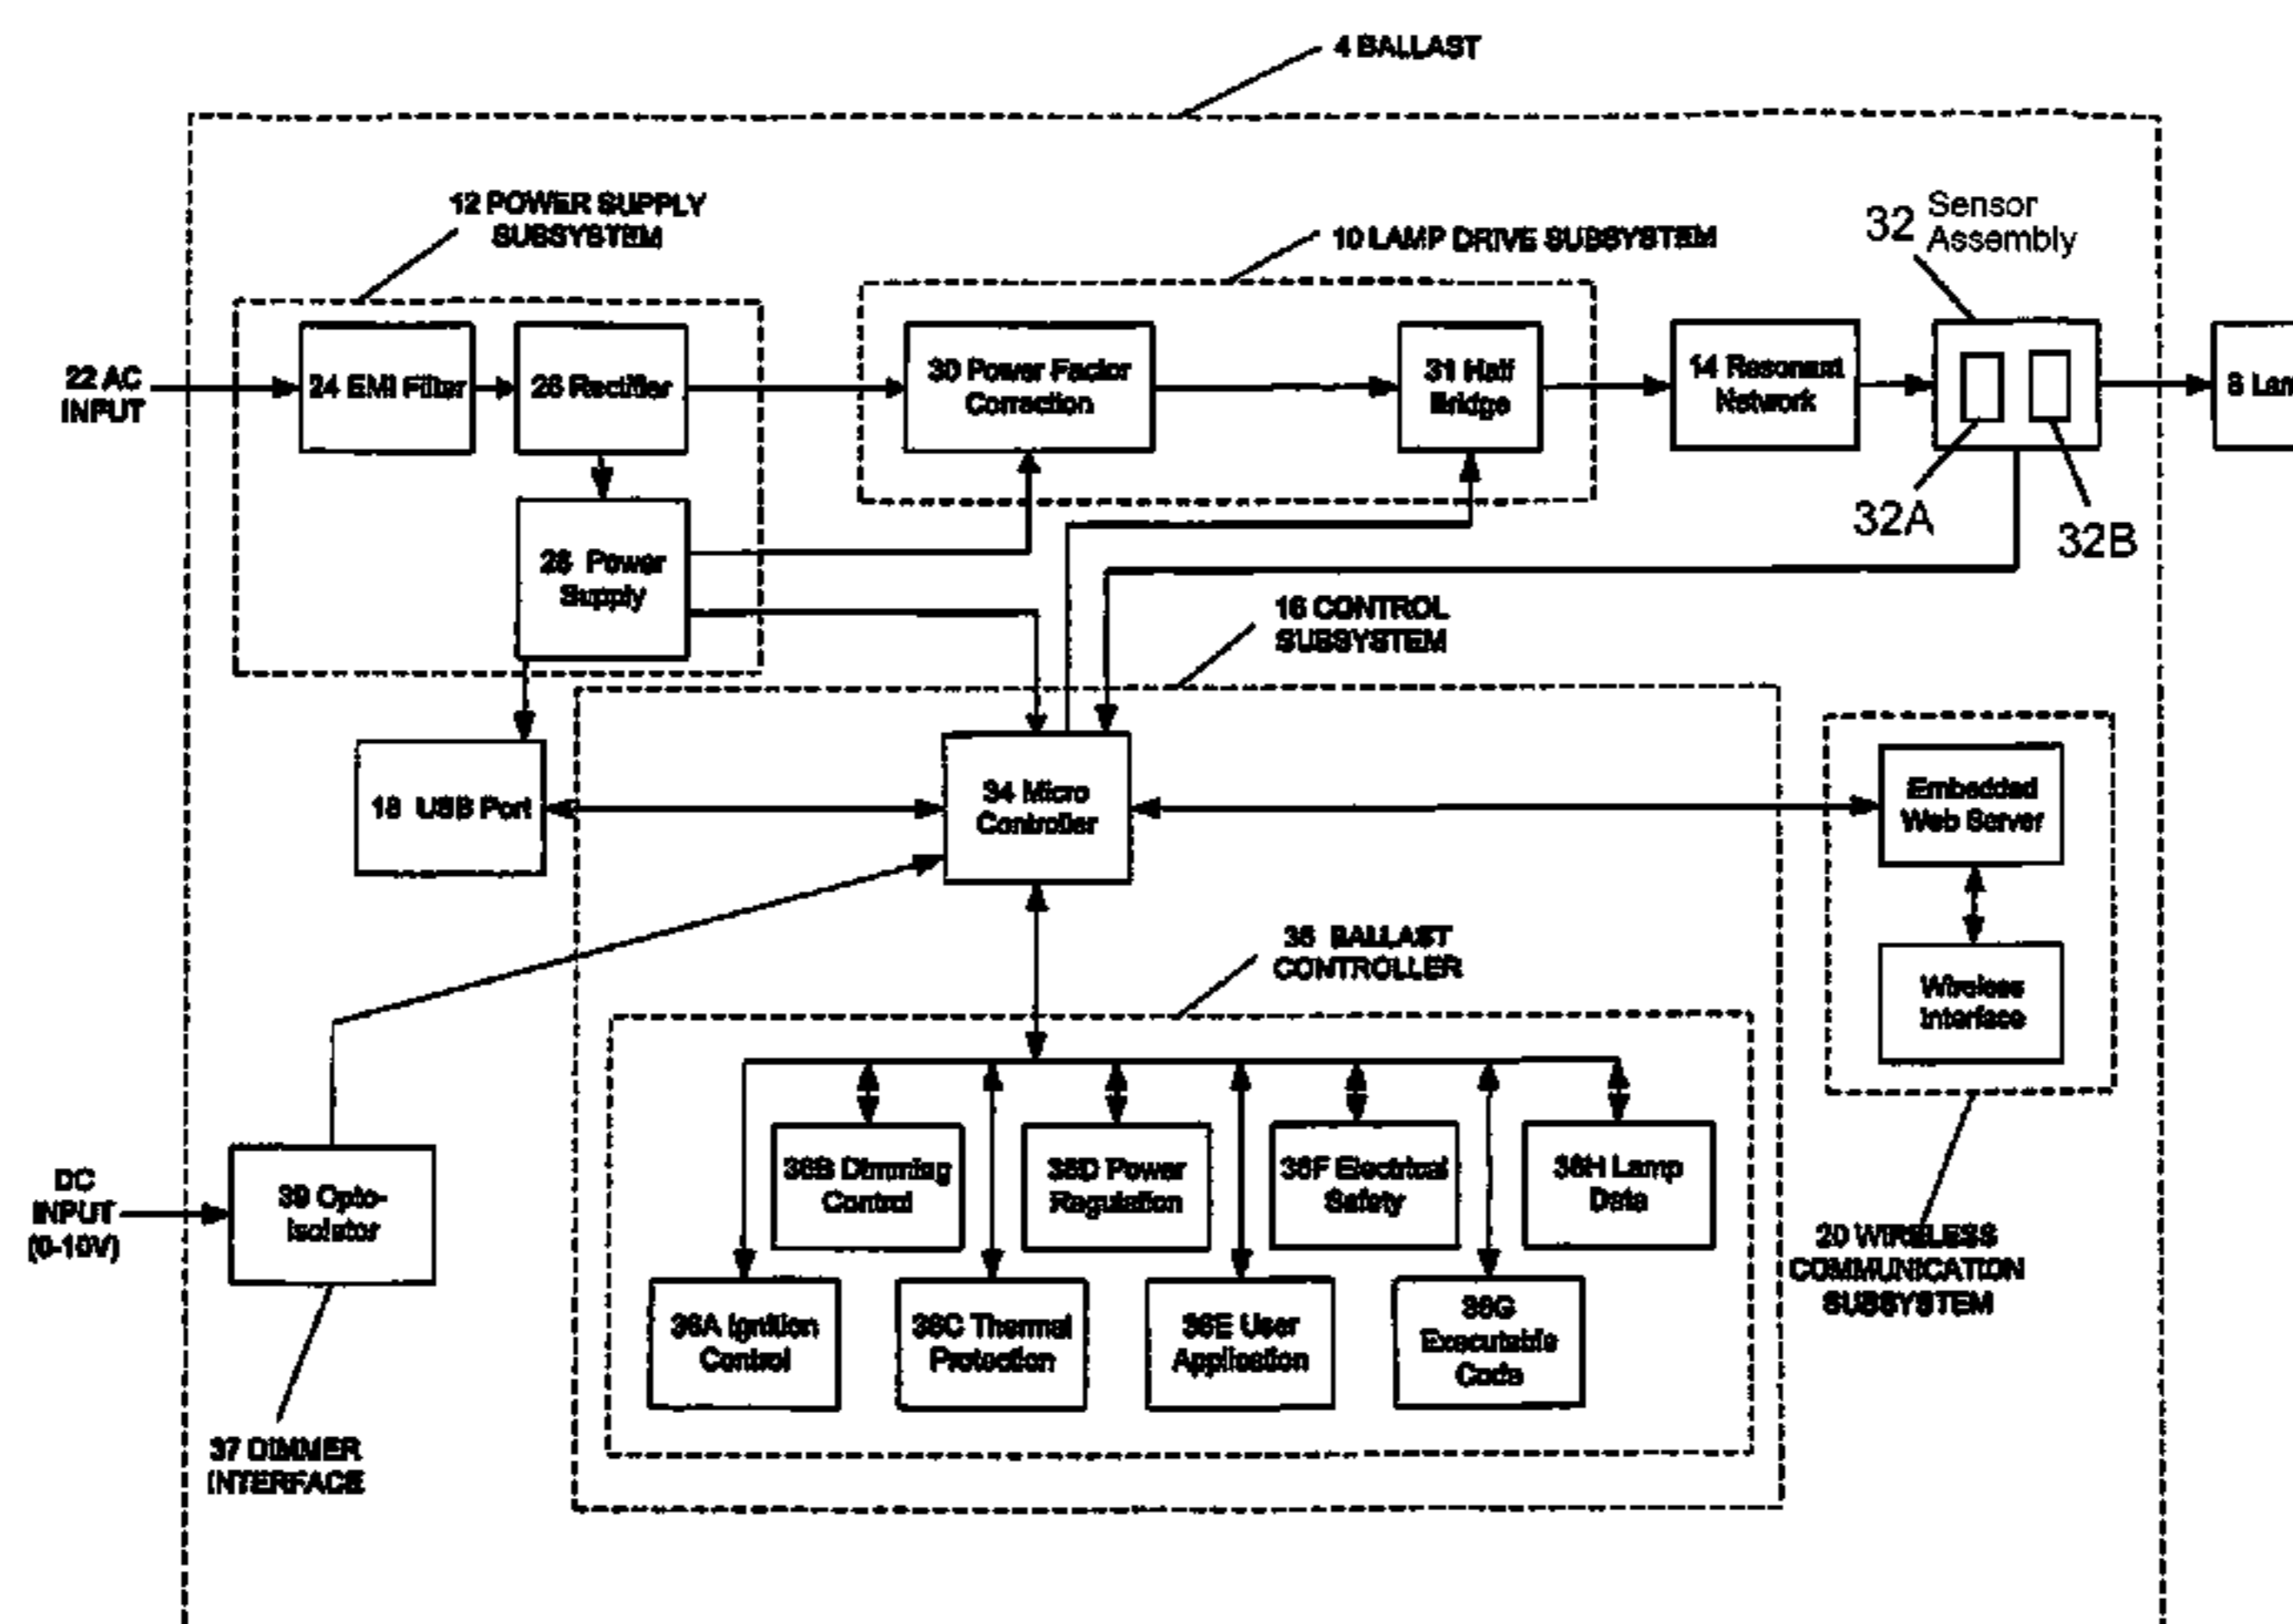 4 BALLAST
12 POWER SUPPLY
SUBSYSTEM
10 LAMP DRIVE SUBSYSTEM
32 Sensor
Assembly
22 AC
INPUT
24 EMI Filter
26 Rectifier
30 Power Factor
Correction
31 Half
Bridge
14 Resonant
Network
8 Lam
32A
32B
28 Power
Supply
16 CONTROL
SUBSYSTEM
18 USB Port
34 Micro
Controller
Embedded
Web Server
36 BALLAST
CONTROLLER
Wireless
Interface
36B Dimming
Control
36D Power
Regulation
36F Electrical
Safety
36H Lamp
Data
DC
INPUT
(0-10V)
39 Opto-
Isolator
20 WIRELESS
COMMUNICATION
SUBSYSTEM
36A Ignition
Control
36C Thermal
Protection
36E User
Application
36G
Executable
Code
37 DIMMER
INTERFACE